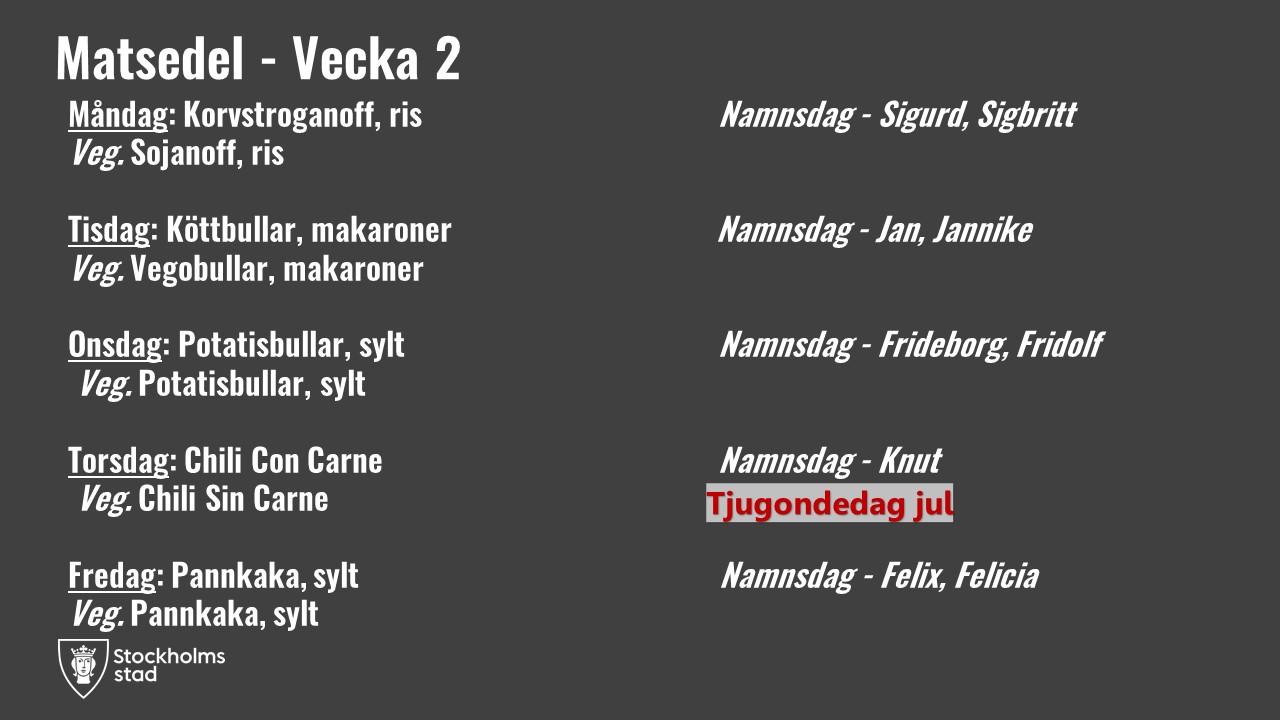 Matsedel - Vecka 2
Måndag: Korvstroganoff, ris
Namnsdag - Sigurd, Sigbritt
Veg. Sojanoff, ris
Tisdag: Köttbullar, makaroner
Namnsdag - Jan, Jannike
Veg. Vegobullar, makaroner
Onsdag: Potatisbullar, sylt
Namnsdag - Frideborg, Fridolf
Veg. Potatisbullar, sylt
Torsdag: Chili Con Carne
Namnsdag - Knut
Veg. Chili Sin Carne
Tjugondedag jul
Fredag: Pannkaka, sylt
Namnsdag - Felix, Felicia
Veg. Pannkaka, sylt
Stockholms
stad